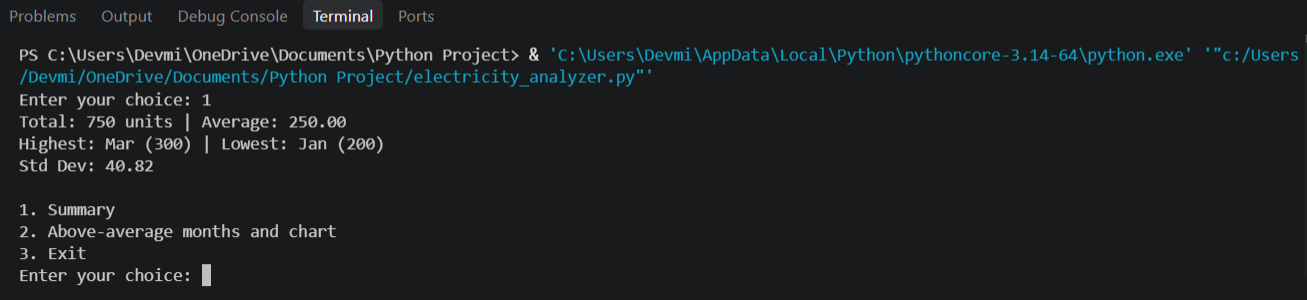 Problems Output Debug Console Terminal Ports
PS C:\Users\Devmi\OneDrive\Documents\Python Project> & 'C:\Users\Devmi\AppData\Local\Python\pythoncore-3.14-64\python.exe' '"c:/Users
/Devmi/OneDrive/Documents/Python Project/electricity_analyzer.py"'
Enter your choice: 1
Total: 750 units | Average: 250.00
Highest: Mar (300) | Lowest: Jan (200)
Std Dev: 40.82
1. Summary
2. Above-average months and chart
3. Exit
Enter your choice: